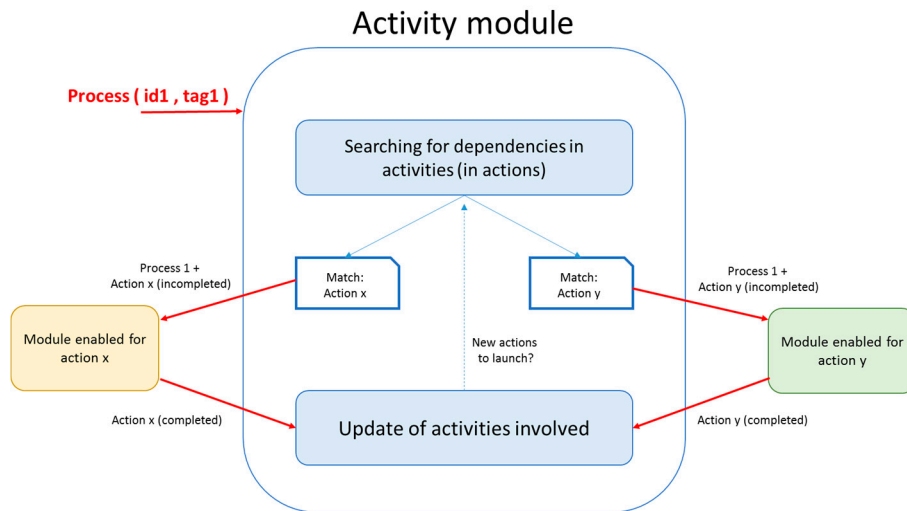 Activity module
Process ( id1 , tag1 )
Searching for dependencies in
activities (in actions)
Process 1 +
Action x (incompleted)
Match:
Action x
Match:
Action y
Process 1 +
Action y (incompleted)
Module enabled for
action x
New actions
to launch?
Module enabled for
action y
Action x (completed)
Update of activities involved
Action y (completed)